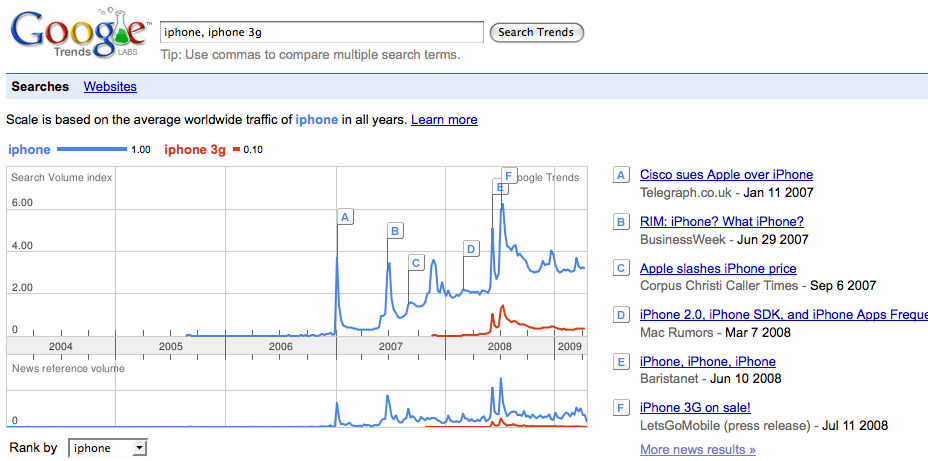 Google™
Trends LABS
iphone, iphone 3g
Search Trends
Tip: Use commas to compare multiple search terms.
Searches Websites
Scale is based on the average worldwide traffic of iphone in all years. Learn more
iphone 1.00 iphone 3g 0.10
Search Volume index
oogle Trends
6.00
4.00
2.00
0
A
B
C
D
E
F
2004 2005 2006 2007 2008 2009
News reference volume
0
Rank by iphone
A Cisco sues Apple over iPhone
Telegraph.co.uk - Jan 11 2007
B RIM: iPhone? What iPhone?
BusinessWeek - Jun 29 2007
C Apple slashes iPhone price
Corpus Christi Caller Times - Sep 6 2007
D iPhone 2.0, iPhone SDK, and iPhone Apps Freque
Mac Rumors - Mar 7 2008
E iPhone, iPhone, iPhone
Baristanet - Jun 10 2008
F iPhone 3G on sale!
LetsGoMobile (press release) - Jul 11 2008
More news results »